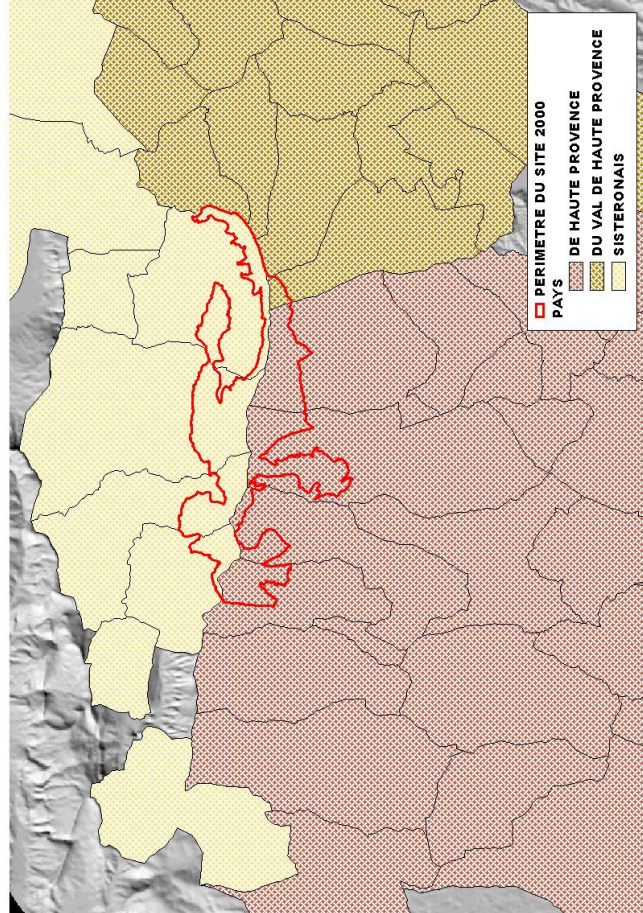 PERIMETRE DU SITE 2000
PAYS
DE HAUTE PROVENCE
DU VAL DE HAUTE PROVENCE
SISTERONAIS